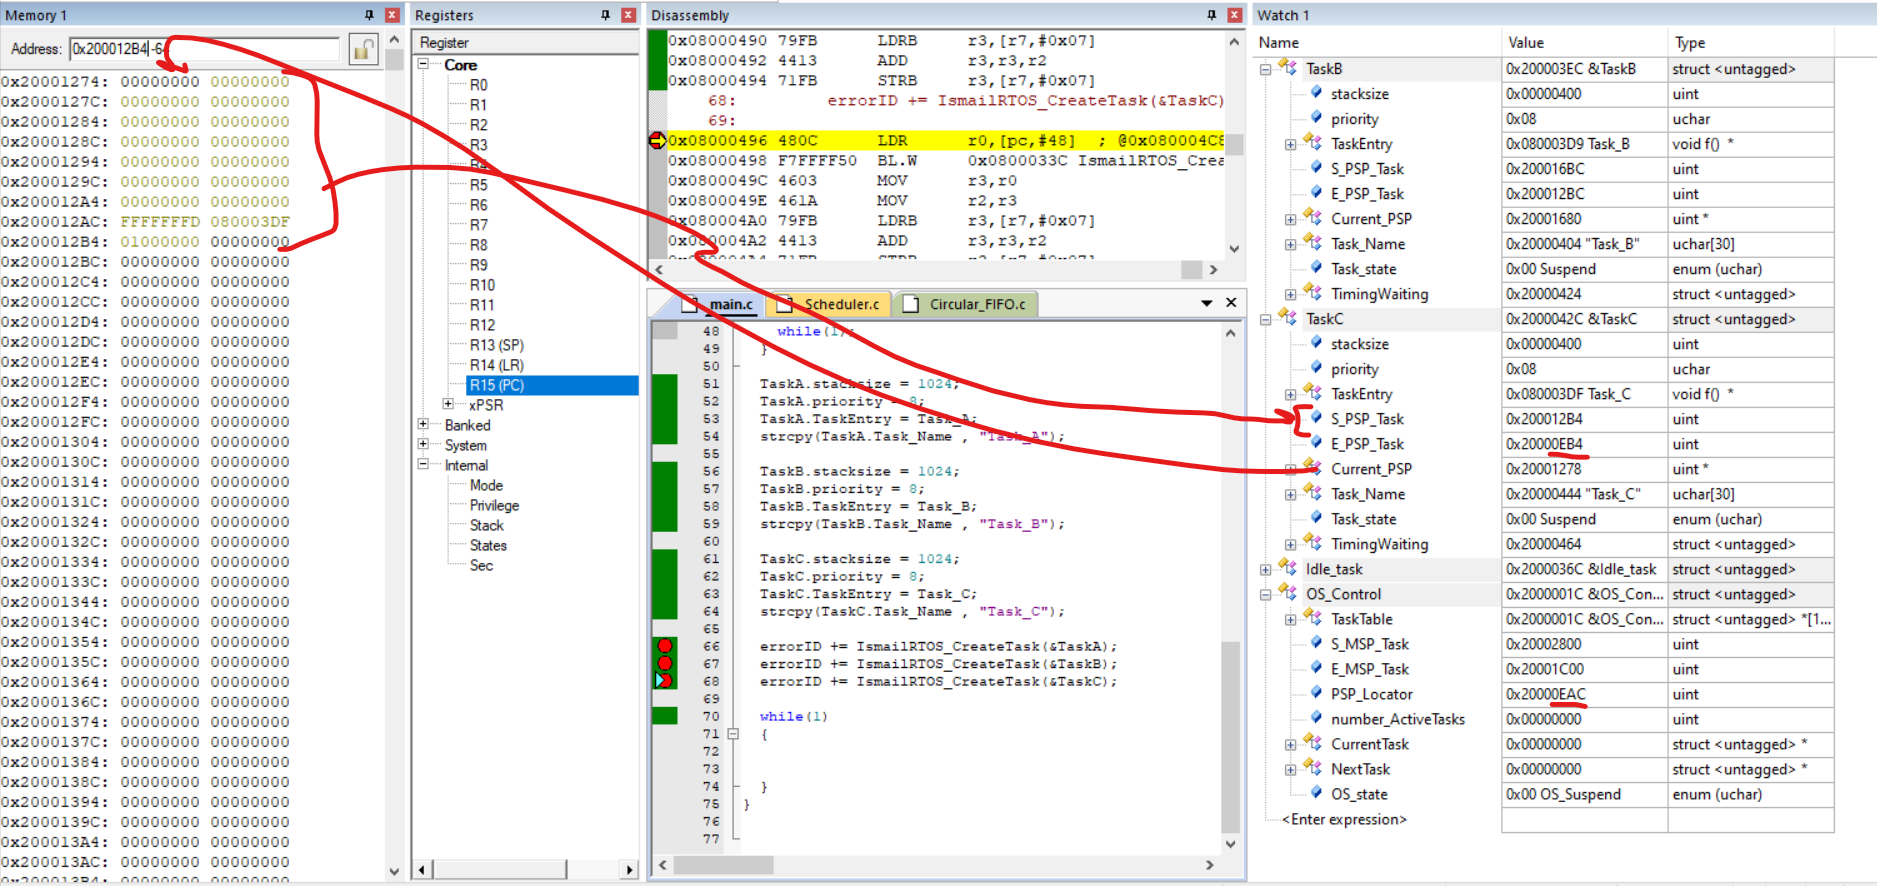 Memory 1
Address: 0x200012B4-6
0x20001274: 00000000 00000000
0x2000127C: 00000000 00000000
0x20001284: 00000000 00000000
0x2000128C: 00000000 00000000
0x20001294: 00000000 00000000
0x2000129C: 00000000 00000000
0x200012A4: 00000000 00000000
0x200012AC: FFFFFFFD 080003DF
0x200012B4: 01000000 00000000
0x200012BC: 00000000 00000000
0x200012C4: 00000000 00000000
0x200012CC: 00000000 00000000
0x200012D4: 00000000 00000000
0x200012DC: 00000000 00000000
0x200012E4: 00000000 00000000
0x200012EC: 00000000 00000000
0x200012F4: 00000000 00000000
0x200012FC: 00000000 00000000
0x20001304: 00000000 00000000
0x2000130C: 00000000 00000000
0x20001314: 00000000 00000000
0x2000131C: 00000000 00000000
0x20001324: 00000000 00000000
0x2000132C: 00000000 00000000
0x20001334: 00000000 00000000
0x2000133C: 00000000 00000000
0x20001344: 00000000 00000000
0x2000134C: 00000000 00000000
0x20001354: 00000000 00000000
0x2000135C: 00000000 00000000
0x20001364: 00000000 00000000
0x2000136C: 00000000 00000000
0x20001374: 00000000 00000000
0x2000137C: 00000000 00000000
0x20001384: 00000000 00000000
0x2000138C: 00000000 00000000
0x20001394: 00000000 00000000
0x2000139C: 00000000 00000000
0x200013A4: 00000000 00000000
0x200013AC: 00000000 00000000
0x200013B4: 00000000 00000000
Registers
Register
Core
R0
R1
R2
R3
R4
R5
R6
R7
R8
R9
R10
R11
R12
R13 (SP)
R14 (LR)
R15 (PC)
xPSR
Banked
System
Internal
Mode
Privilege
Stack
States
Sec
Disassembly
0x08000490 79FB LDRB r3,[r7,#0x07]
0x08000492 4413 ADD r3,r3,r2
0x08000494 71FB STRB r3,[r7,#0x07]
68: errorID += IsmailRTOS_CreateTask(&TaskC)
69:
0x08000496 480C LDR r0,[pc,#48] ; @0x080004C8
0x08000498 F7FFFF50 BL.W 0x0800033C IsmailRTOS_Crea
0x0800049C 4603 MOV r3,r0
0x0800049E 461A MOV r2,r3
0x080004A0 79FB LDRB r3,[r7,#0x07]
0x080004A2 4413 ADD r3,r3,r2
0x080004A4 71FB STRB r3,[r7,#0x07]
main.c Scheduler.c Circular_FIFO.c
48 while(1);
49 }
50
51 TaskA.stacksize = 1024;
52 TaskA.priority = 8;
53 TaskA.TaskEntry = Task_A;
54 strcpy(TaskA.Task_Name , "Task_A");
55
56 TaskB.stacksize = 1024;
57 TaskB.priority = 8;
58 TaskB.TaskEntry = Task_B;
59 strcpy(TaskB.Task_Name , "Task_B");
60
61 TaskC.stacksize = 1024;
62 TaskC.priority = 8;
63 TaskC.TaskEntry = Task_C;
64 strcpy(TaskC.Task_Name , "Task_C");
65
66 errorID += IsmailRTOS_CreateTask(&TaskA);
67 errorID += IsmailRTOS_CreateTask(&TaskB);
68 errorID += IsmailRTOS_CreateTask(&TaskC);
69
70 while(1)
71 {
72
73
74 }
75 }
76
77
Watch 1
Name Value Type
TaskB 0x200003EC &TaskB struct <untagged>
stacksize 0x00000400 uint
priority 0x08 uchar
TaskEntry 0x080003D9 Task_B void f() *
S_PSP_Task 0x200016BC uint
E_PSP_Task 0x200012BC uint
Current_PSP 0x20001680 uint *
Task_Name 0x20000404 "Task_B" uchar[30]
Task_state 0x00 Suspend enum (uchar)
TimingWaiting 0x20000424 struct <untagged>
TaskC 0x2000042C &TaskC struct <untagged>
stacksize 0x00000400 uint
priority 0x08 uchar
TaskEntry 0x080003DF Task_C void f() *
S_PSP_Task 0x200012B4 uint
E_PSP_Task 0x20000EB4 uint
Current_PSP 0x20001278 uint *
Task_Name 0x20000444 "Task_C" uchar[30]
Task_state 0x00 Suspend enum (uchar)
TimingWaiting 0x20000464 struct <untagged>
Idle_task 0x2000036C &Idle_task struct <untagged>
OS_Control 0x2000001C &OS_Con... struct <untagged>
TaskTable 0x2000001C &OS_Con... struct <untagged> *[1...
S_MSP_Task 0x20002800 uint
E_MSP_Task 0x20001C00 uint
PSP_Locator 0x20000EAC uint
number_ActiveTasks 0x00000000 uint
CurrentTask 0x00000000 struct <untagged> *
NextTask 0x00000000 struct <untagged> *
OS_state 0x00 OS_Suspend enum (uchar)
<Enter expression>